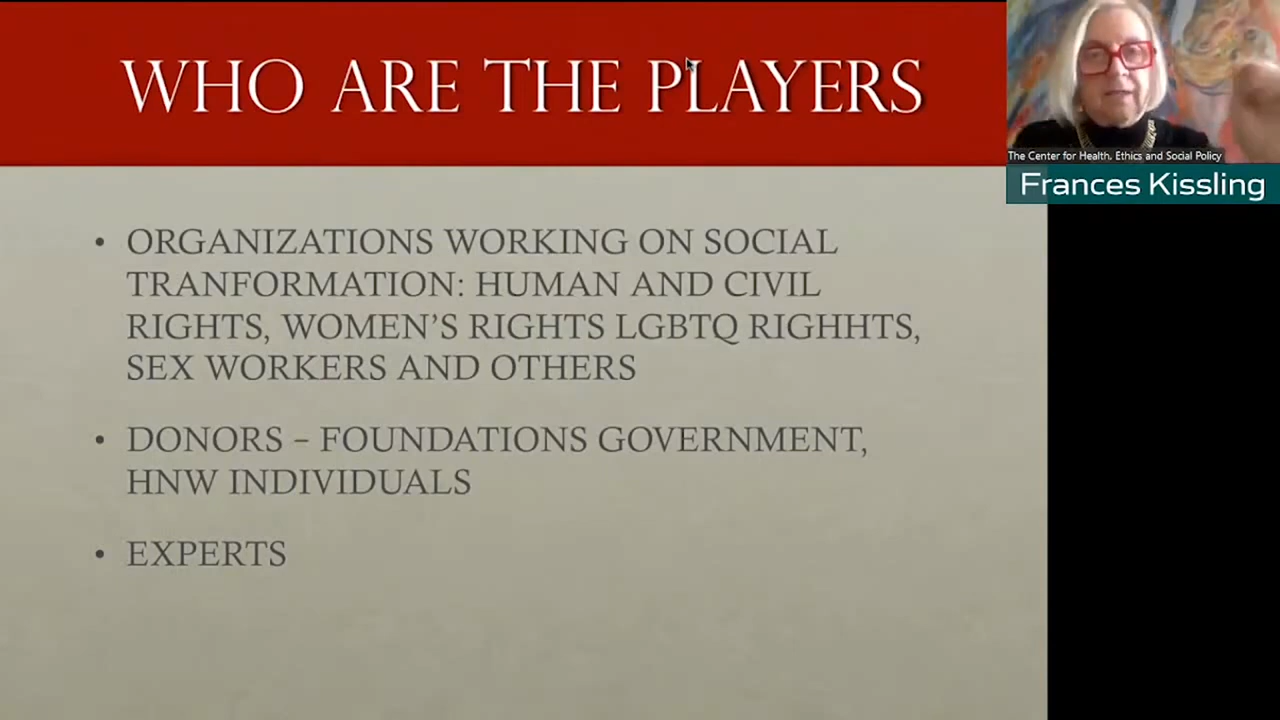 WHO ARE THE PLAYERS
The Center for Health, Ethics and Social Policy
Frances Kissling
• ORGANIZATIONS WORKING ON SOCIAL
TRANFORMATION: HUMAN AND CIVIL
RIGHTS, WOMEN’S RIGHTS LGBTQ RIGHHTS,
SEX WORKERS AND OTHERS
• DONORS – FOUNDATIONS GOVERNMENT,
HNW INDIVIDUALS
• EXPERTS